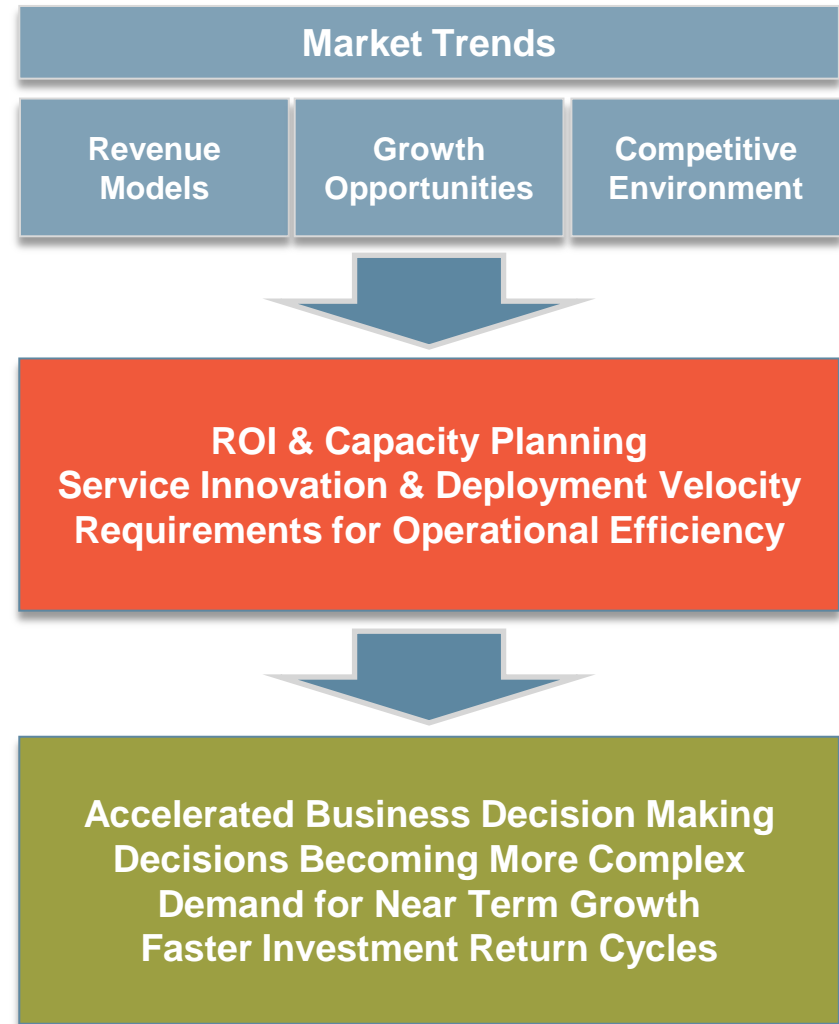 Market Trends
Revenue
Models
Growth
Opportunities
Competitive
Environment
ROI & Capacity Planning
Service Innovation & Deployment Velocity
Requirements for Operational Efficiency
Accelerated Business Decision Making
Decisions Becoming More Complex
Demand for Near Term Growth
Faster Investment Return Cycles